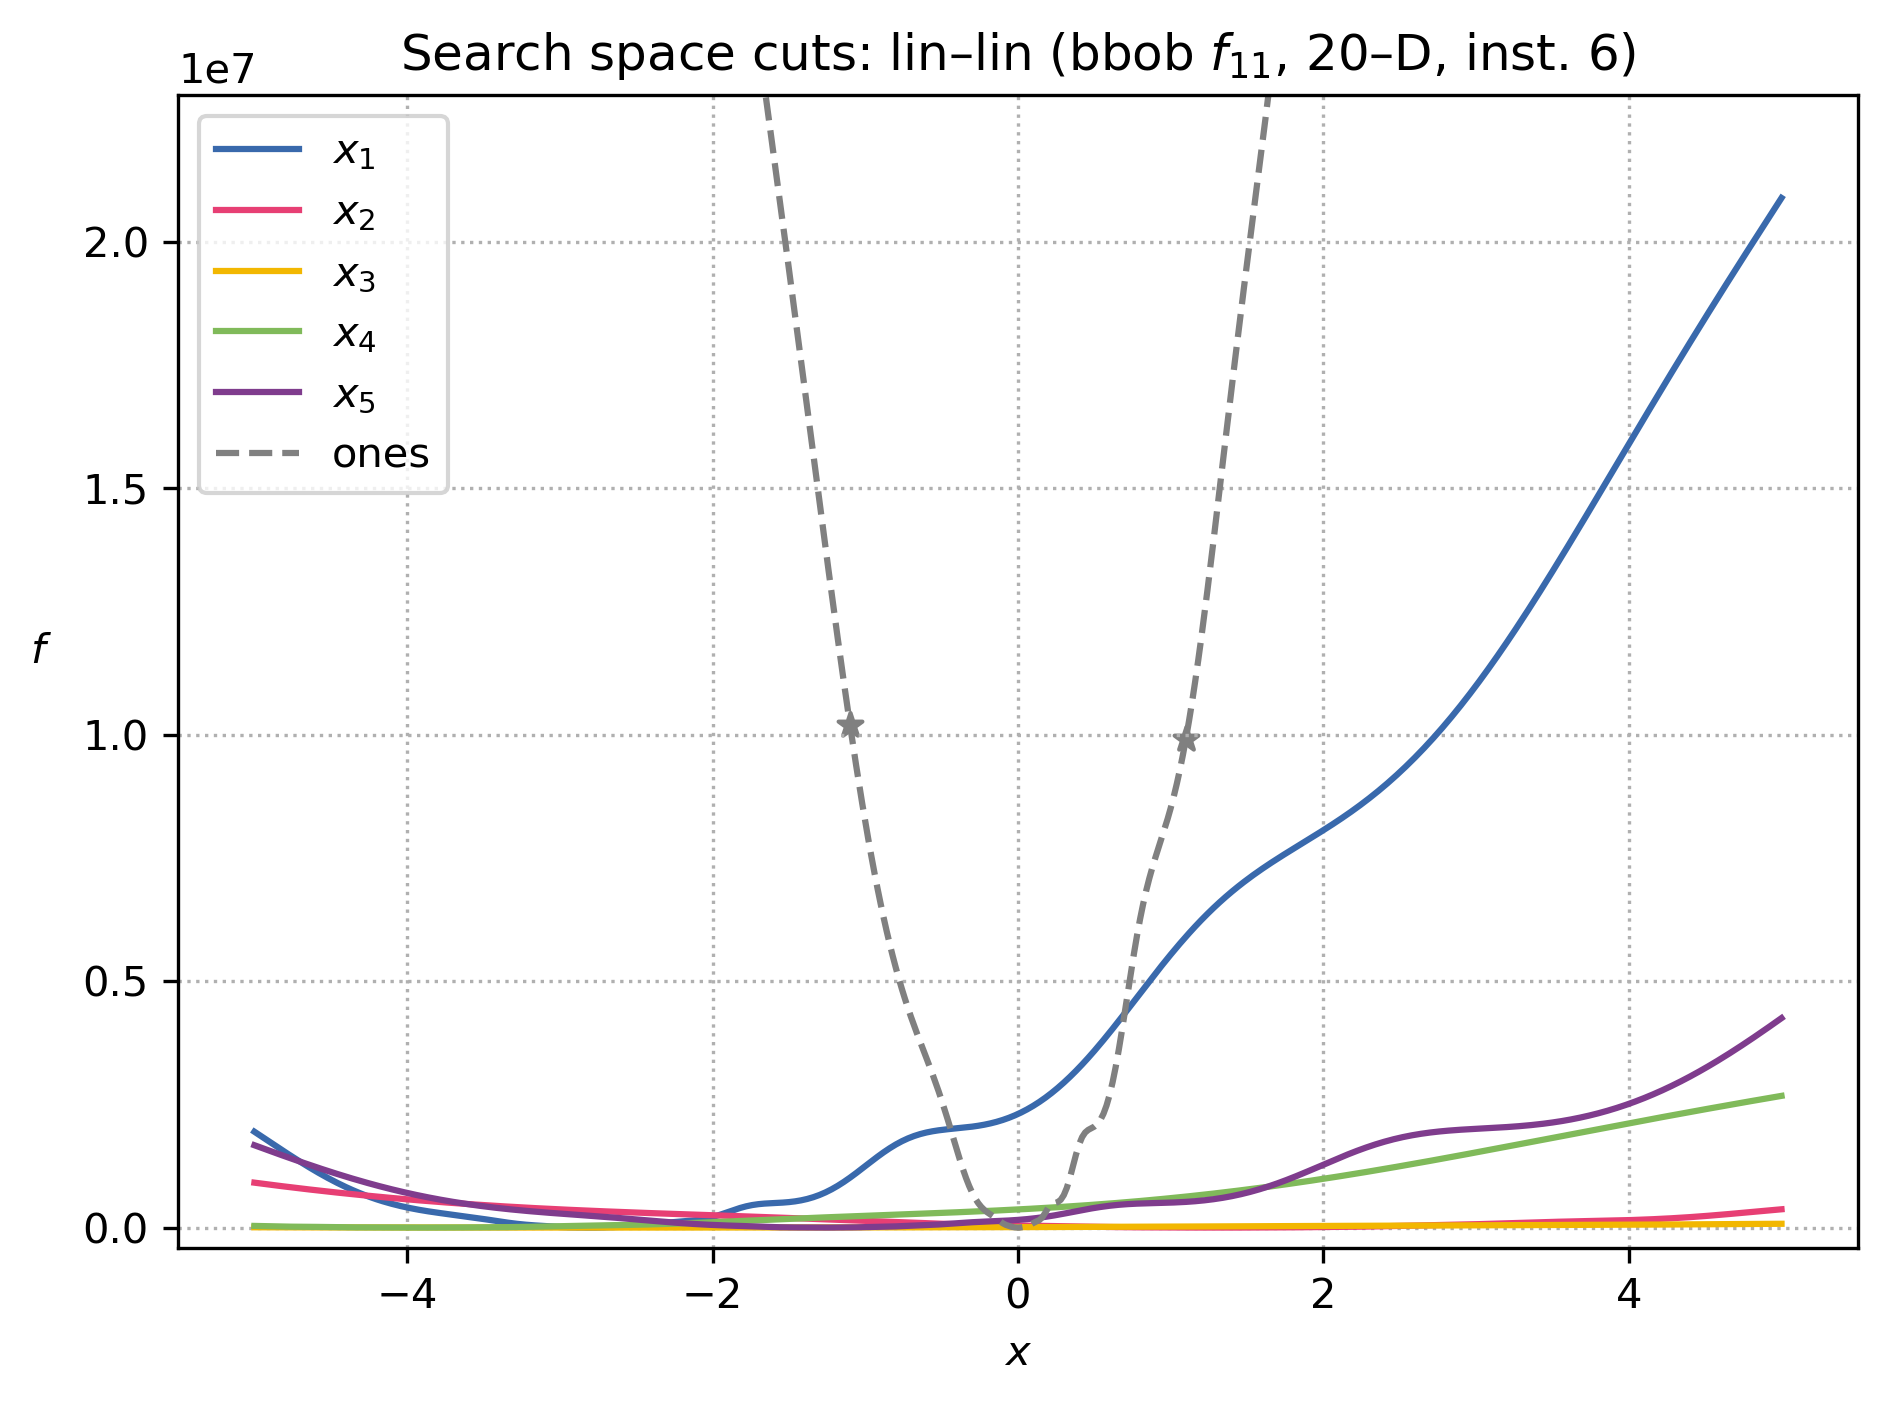 Search space cuts: lin–lin (bbob f₁₁, 20–D, inst. 6)
1e7
x₁
x₂
x₃
x₄
x₅
ones
2.0
1.5
1.0
0.5
0.0
f
−4 −2 0 2 4
x